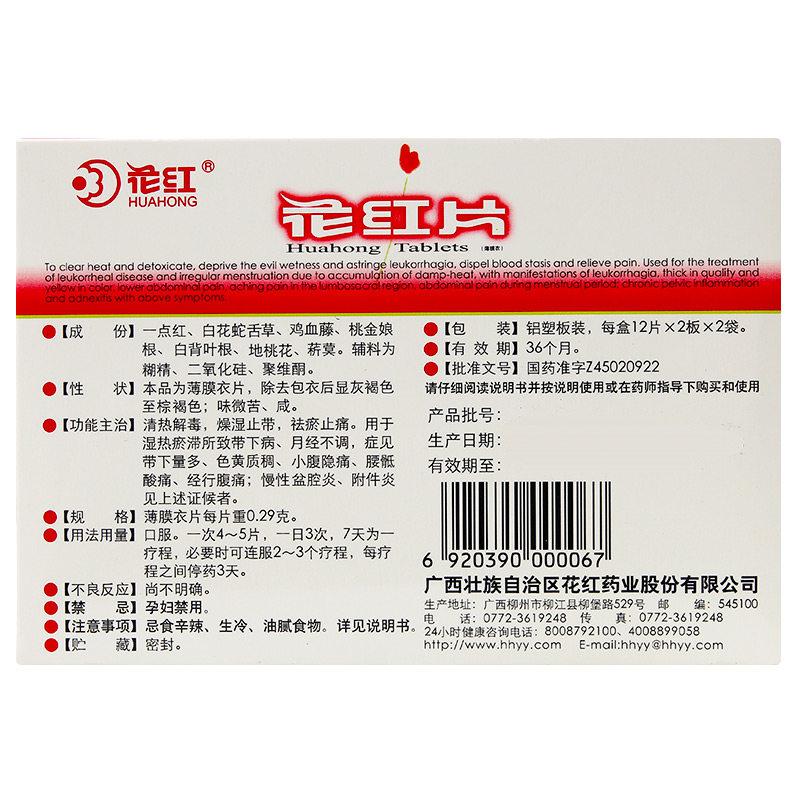 花红®
HUAHONG
花红片
Huahong Tablets (薄膜衣)
To clear heat and detoxicate, deprive the evil wetness and astringe leukorrhagia, dispel blood stasis and relieve pain. Used for the treatment
of leukorrheal disease and irregular menstruation due to accumulation of damp-heat, with manifestations of leukorrhagia, thick in quality and
yellow in color, lower abdominal pain, aching pain in the lumbosacral region, abdominal pain during menstrual period; chronic pelvic inflammation
and adnexitis with above symptoms.
●【成 份】一点红、白花蛇舌草、鸡血藤、桃金娘
根、白背叶根、地桃花、菥蓂。辅料为
糊精、二氧化硅、聚维酮。
●【性 状】本品为薄膜衣片，除去包衣后显灰褐色
至棕褐色；味微苦、咸。
●【功能主治】清热解毒，燥湿止带，祛瘀止痛。用于
湿热瘀滞所致带下病、月经不调，症见
带下量多、色黄质稠、小腹隐痛、腰骶
酸痛、经行腹痛；慢性盆腔炎、附件炎
见上述证候者。
●【规 格】薄膜衣片每片重0.29克。
●【用法用量】口服。一次4～5片，一日3次，7天为一
疗程，必要时可连服2～3个疗程，每疗
程之间停药3天。
●【不良反应】尚不明确。
●【禁 忌】孕妇禁用。
●【注意事项】忌食辛辣、生冷、油腻食物。详见说明书。
●【贮 藏】密封。
●【包 装】铝塑板装，每盒12片×2板×2袋。
●【有 效 期】36个月。
●【批准文号】国药准字Z45020922
请仔细阅读说明书并按说明使用或在药师指导下购买和使用
产品批号：
生产日期：
有效期至：
6 920390 000067
广西壮族自治区花红药业股份有限公司
生产地址：广西柳州市柳江县柳堡路529号 邮 编：545100
电 话：0772-3619248 传 真：0772-3619248
24小时健康咨询电话：8008792100、4008899058
http://www.hhyy.com E-mail:hhyy@hhyy.com